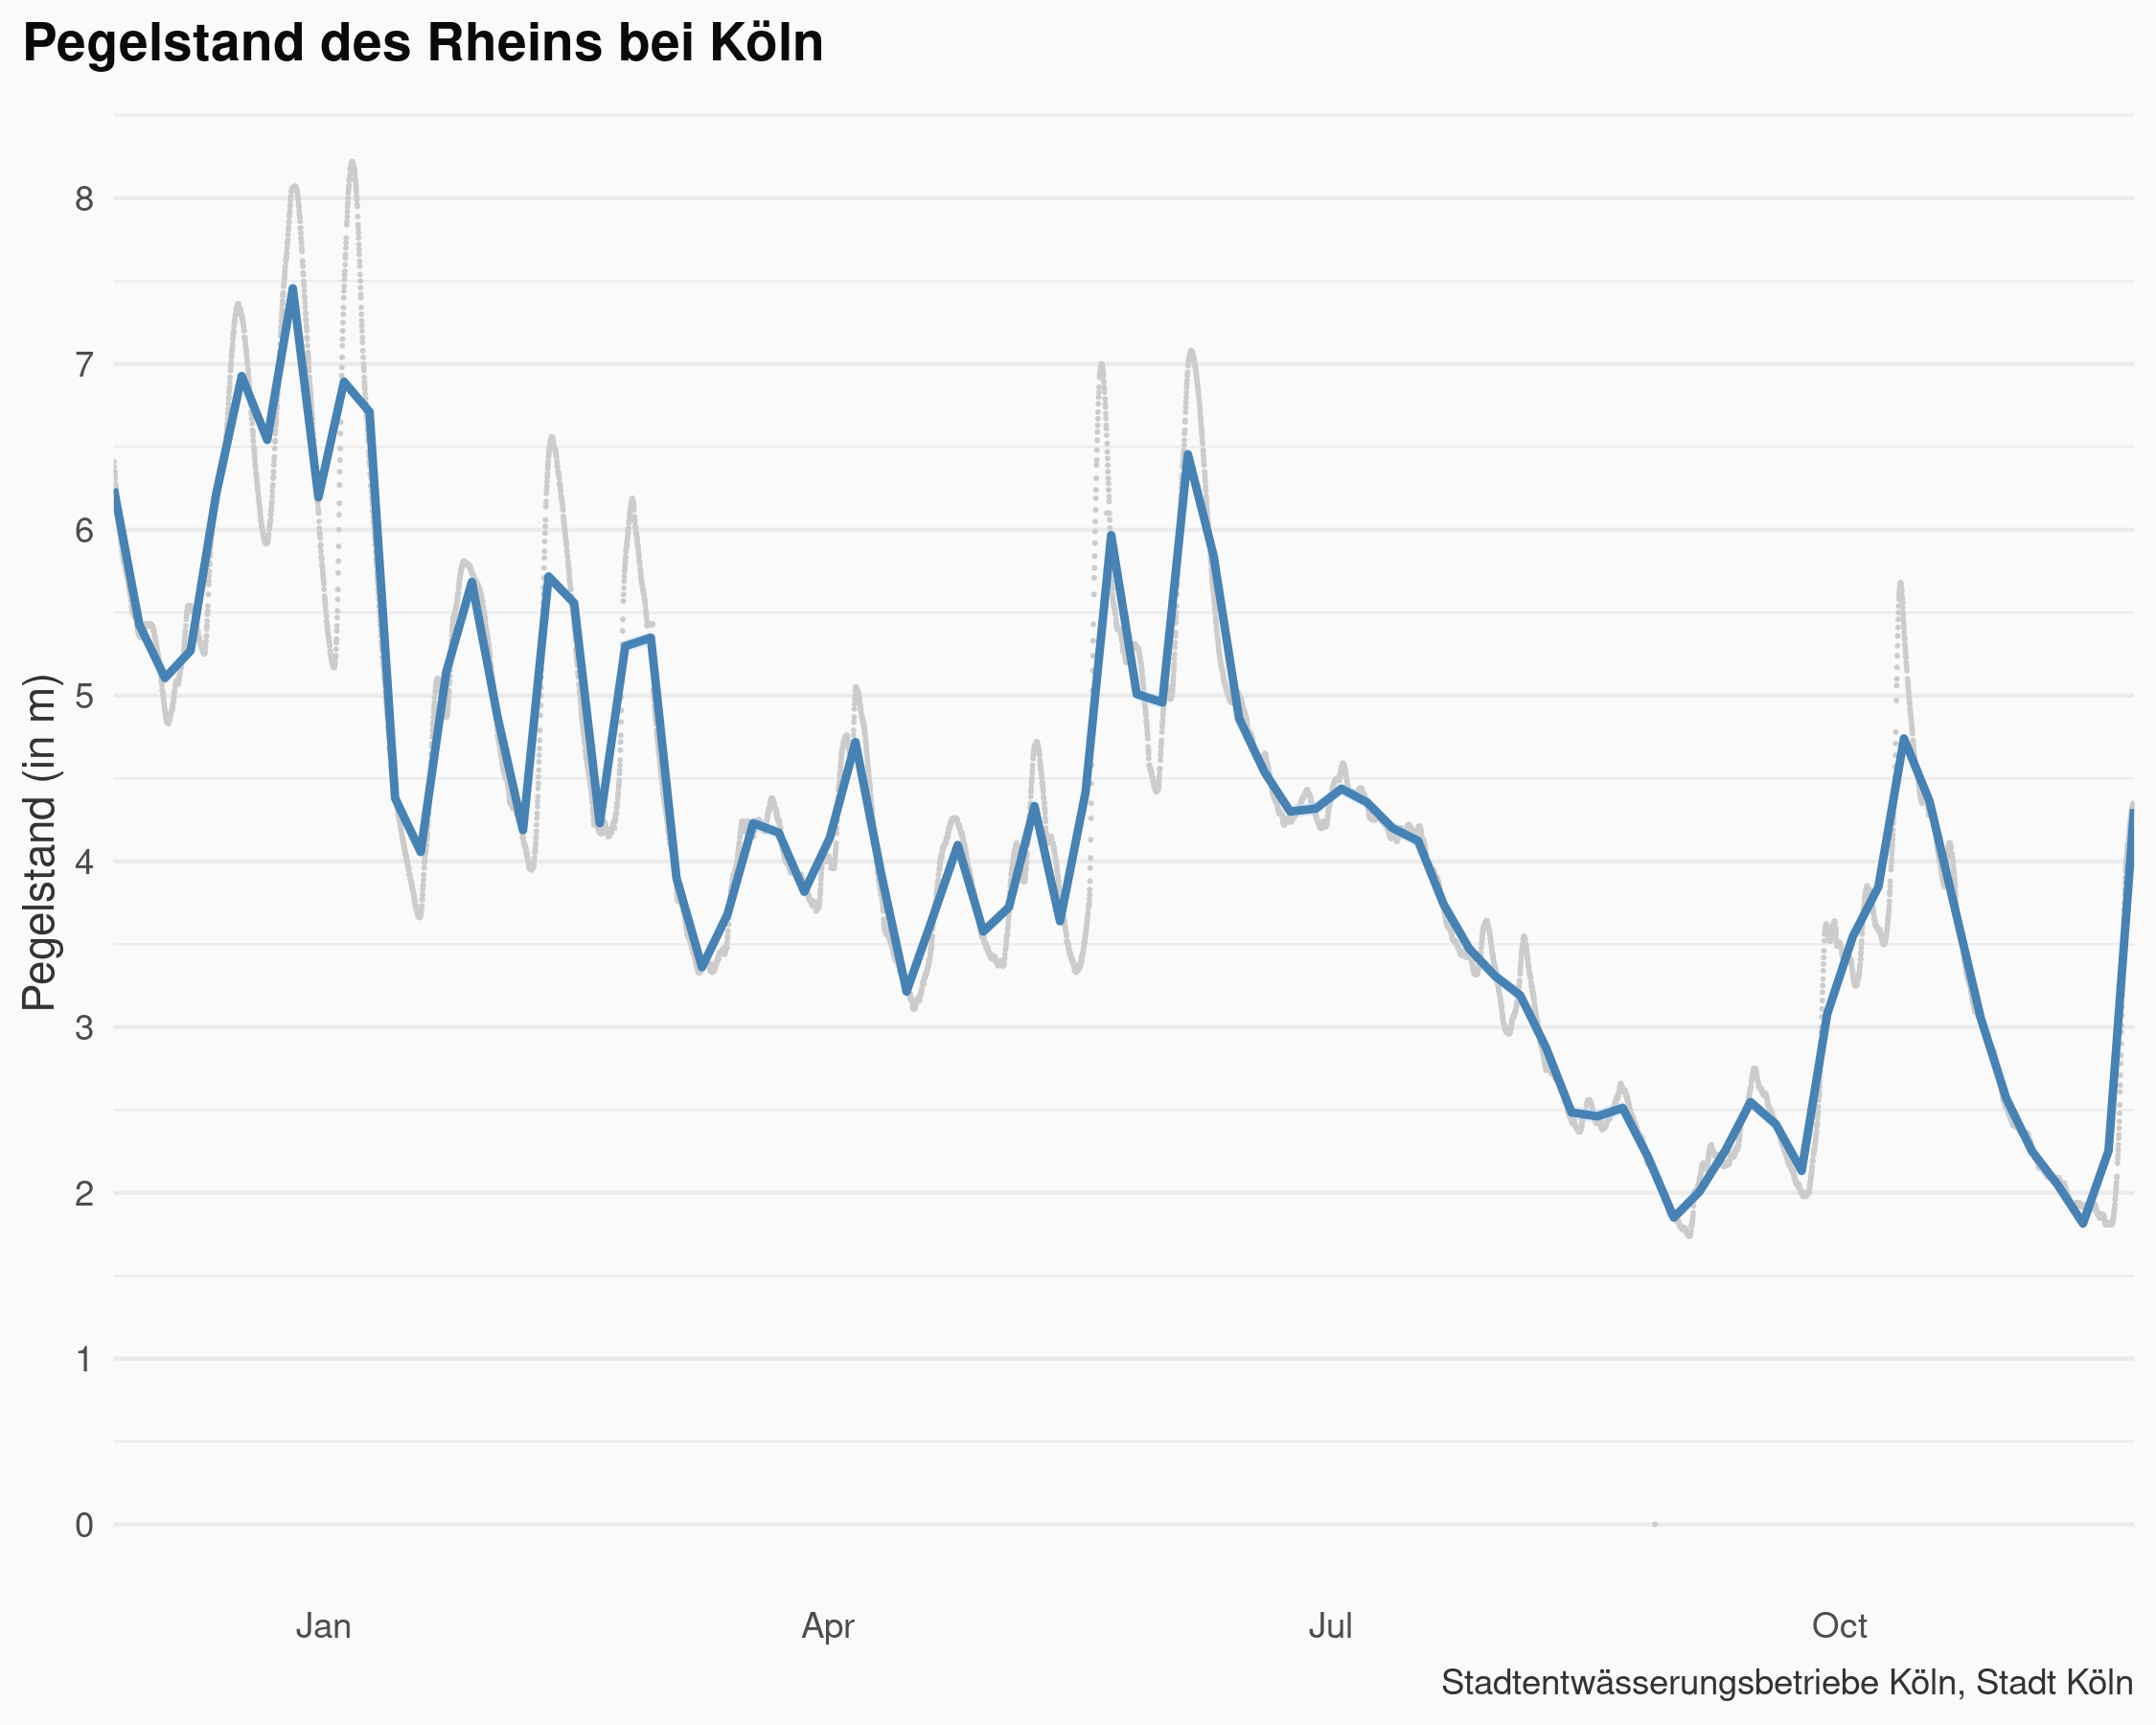 Pegelstand des Rheins bei Köln
Pegelstand (in m)
8
7
6
5
4
3
2
1
0
Jan Apr Jul Oct
Stadtentwässerungsbetriebe Köln, Stadt Köln